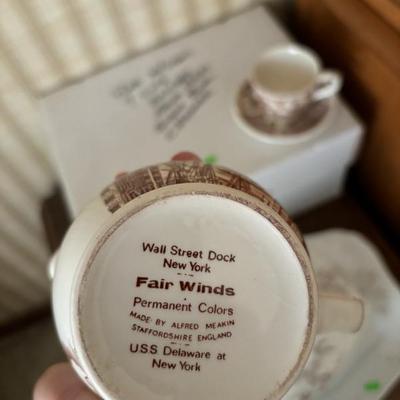 Wall Street Dock
New York
Fair Winds
Permanent Colors
MADE BY ALFRED MEAKIN
STAFFORDSHIRE ENGLAND
USS Delaware at
New York